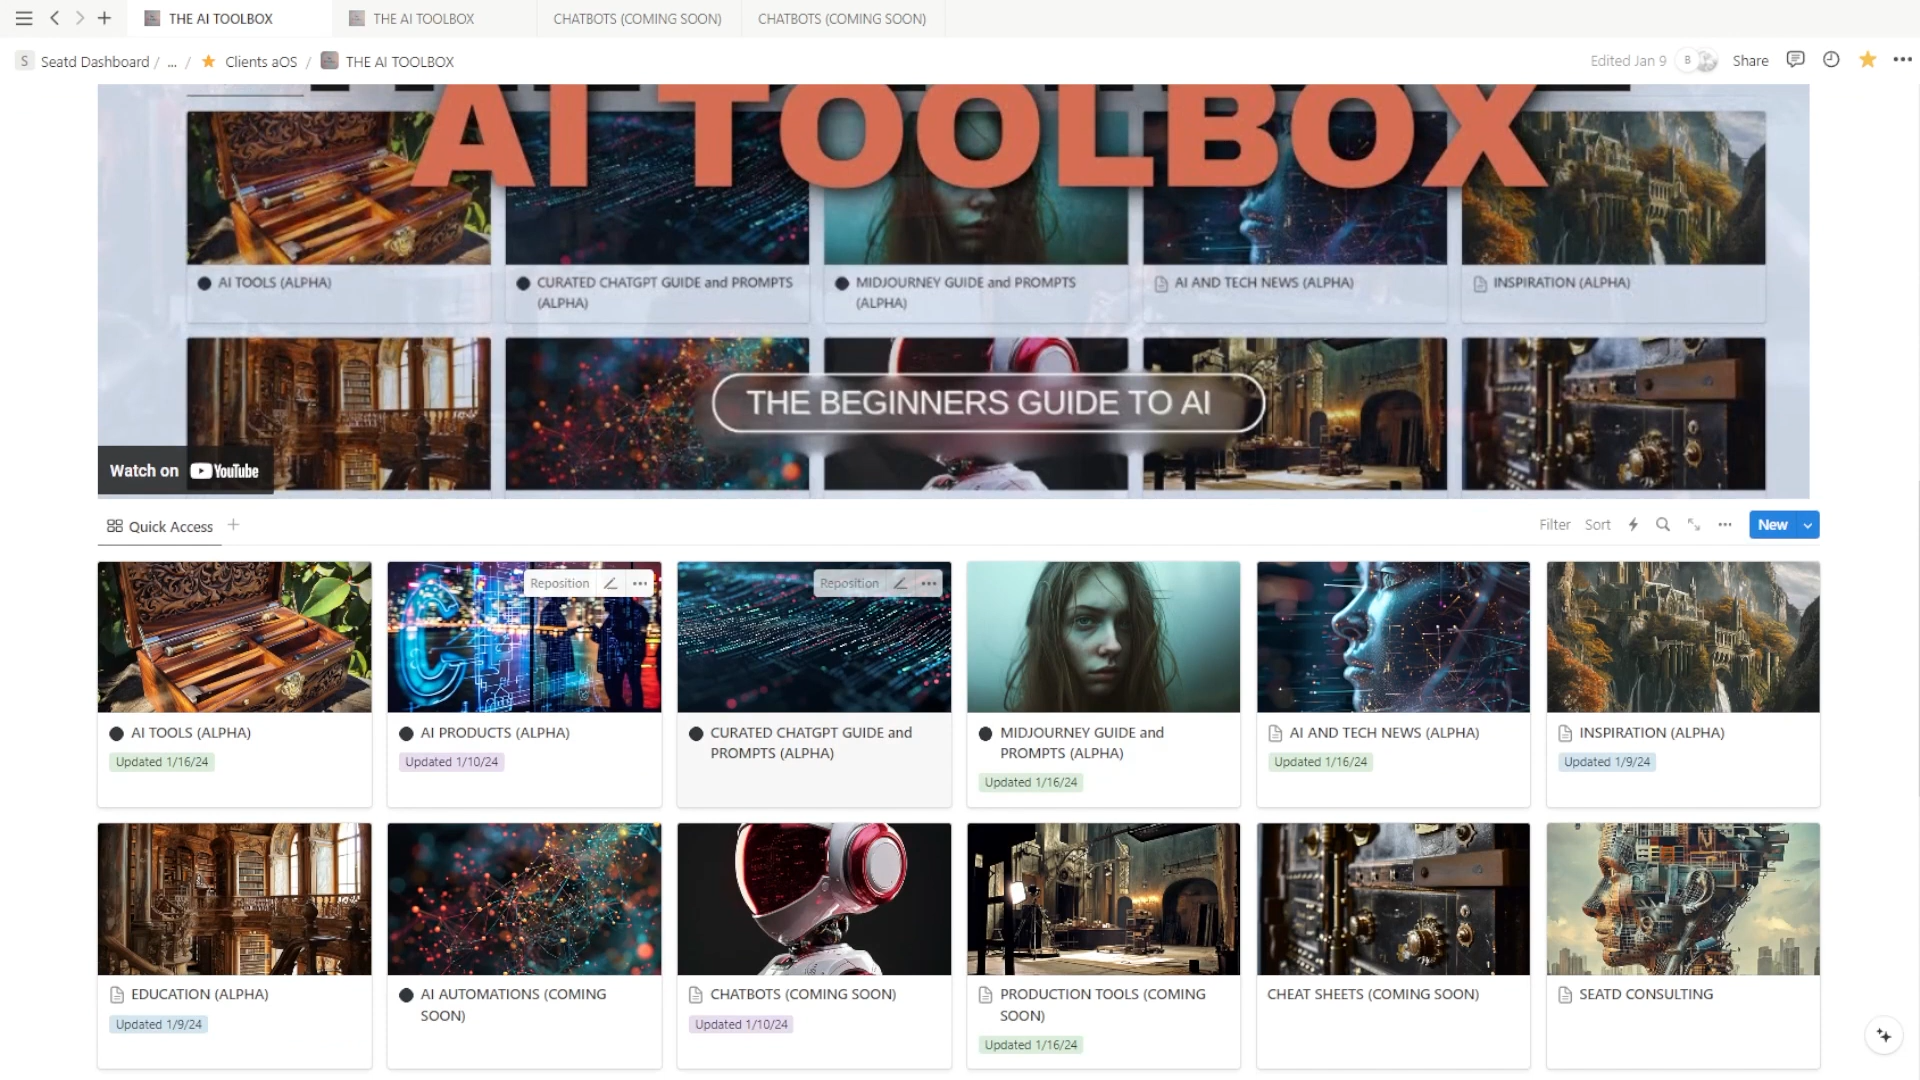 THE AI TOOLBOX
THE AI TOOLBOX
CHATBOTS (COMING SOON)
CHATBOTS (COMING SOON)
S Seatd Dashboard / ... / Clients aOS / THE AI TOOLBOX
Edited Jan 9 B Share
AI TOOLBOX
AI TOOLS (ALPHA)
CURATED CHATGPT GUIDE and PROMPTS
(ALPHA)
MIDJOURNEY GUIDE and PROMPTS
(ALPHA)
AI AND TECH NEWS (ALPHA)
INSPIRATION (ALPHA)
THE BEGINNERS GUIDE TO AI
Watch on YouTube
Quick Access
Filter Sort New
Reposition
Reposition
AI TOOLS (ALPHA)
Updated 1/16/24
AI PRODUCTS (ALPHA)
Updated 1/10/24
CURATED CHATGPT GUIDE and
PROMPTS (ALPHA)
MIDJOURNEY GUIDE and
PROMPTS (ALPHA)
Updated 1/16/24
AI AND TECH NEWS (ALPHA)
Updated 1/16/24
INSPIRATION (ALPHA)
Updated 1/9/24
EDUCATION (ALPHA)
Updated 1/9/24
AI AUTOMATIONS (COMING
SOON)
CHATBOTS (COMING SOON)
Updated 1/10/24
PRODUCTION TOOLS (COMING
SOON)
Updated 1/16/24
CHEAT SHEETS (COMING SOON)
SEATD CONSULTING